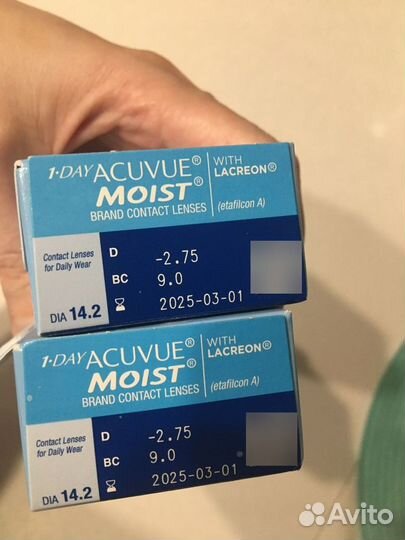 1·DAY ACUVUE® WITH
MOIST® LACREON®
BRAND CONTACT LENSES (etafilcon A)
Contact Lenses
for Daily Wear
D -2.75
BC 9.0
2025-03-01
DIA 14.2
1·DAY ACUVUE® WITH
MOIST® LACREON®
BRAND CONTACT LENSES (etafilcon A)
Contact Lenses
for Daily Wear
D -2.75
BC 9.0
2025-03-01
DIA 14.2
Avito